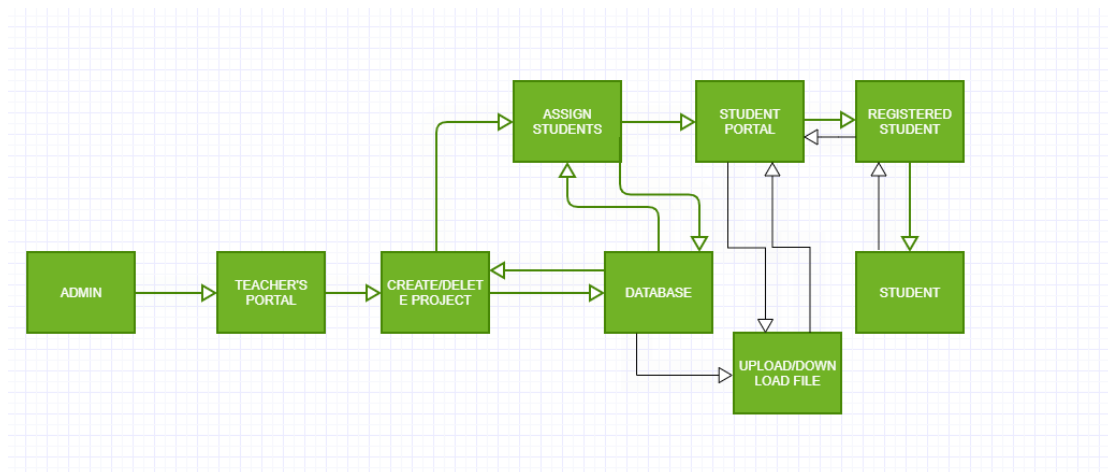 ASSIGN
STUDENTS
STUDENT
PORTAL
REGISTERED
STUDENT
ADMIN
TEACHER'S
PORTAL
CREATE/DELET
E PROJECT
DATABASE
STUDENT
UPLOAD/DOWN
LOAD FILE